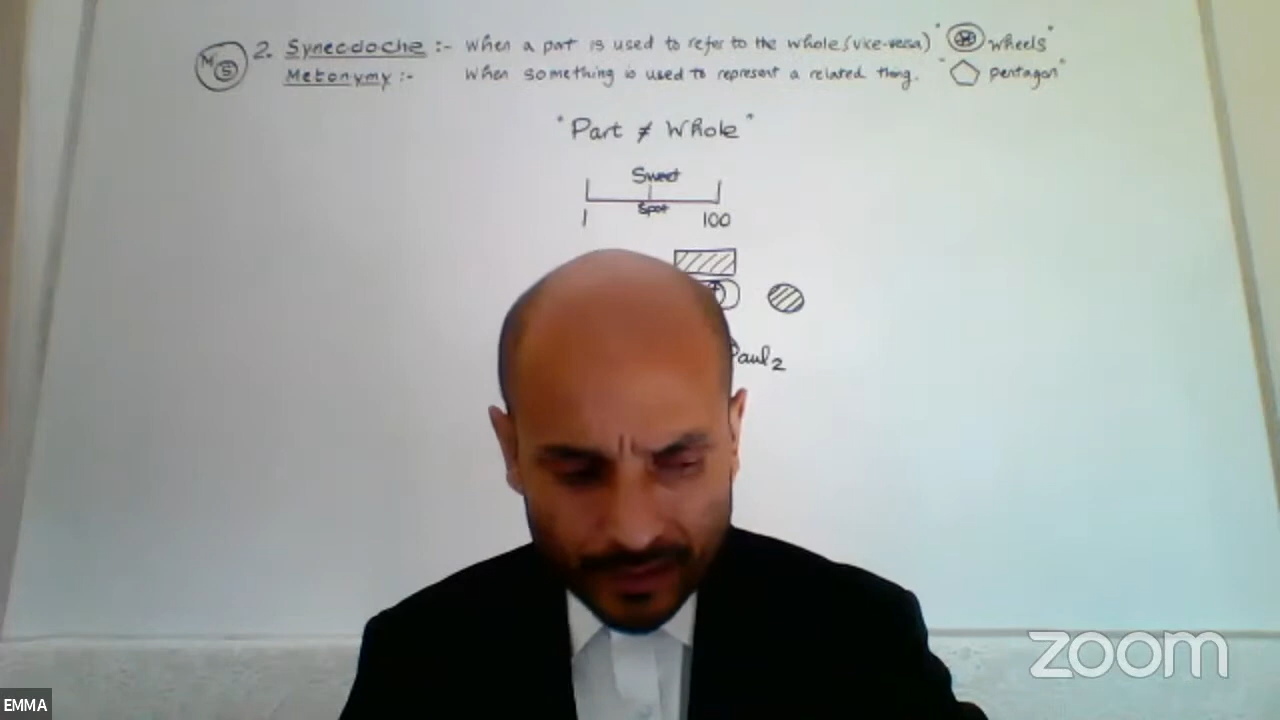 M S 2. Synecdoche :- When a part is used to refer to the whole (vice-versa) " wheels"
Metonymy :- When something is used to represent a related thing. " pentagon"
"Part ≠ Whole"
Sweet
Spot
1 100
Paul2
zoom
EMMA